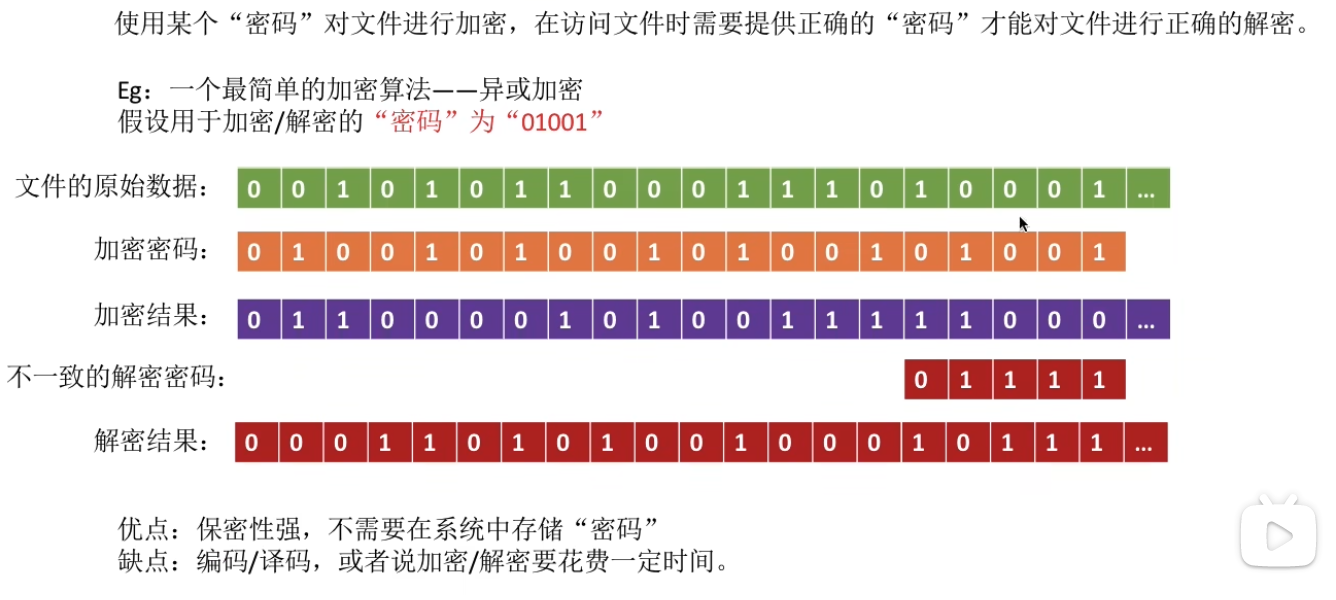 使用某个“密码”对文件进行加密，在访问文件时需要提供正确的“密码”才能对文件进行正确的解密。
Eg：一个最简单的加密算法——异或加密
假设用于加密/解密的“密码”为“01001”
文件的原始数据： 0 0 1 0 1 0 1 1 0 0 0 1 1 1 0 1 0 0 0 1 ...
加密密码： 0 1 0 0 1 0 1 0 0 1 0 1 0 0 1 0 1 0 0 1
加密结果： 0 1 1 0 0 0 0 1 0 1 0 0 1 1 1 1 1 0 0 0 ...
不一致的解密密码： 0 1 1 1 1
解密结果： 0 0 0 1 1 0 1 0 1 0 0 1 0 0 0 1 0 1 1 1 ...
优点：保密性强，不需要在系统中存储“密码”
缺点：编码/译码，或者说加密/解密要花费一定时间。